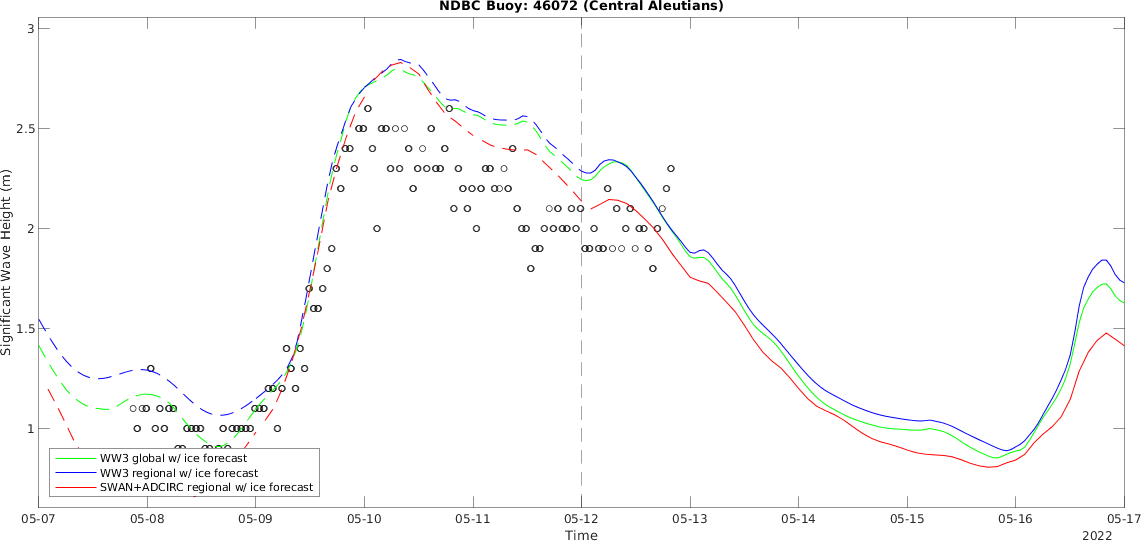 NDBC Buoy: 46072 (Central Aleutians)
3
2.5
2
1.5
1
Significant Wave Height (m)
WW3 global w/ ice forecast
WW3 regional w/ ice forecast
SWAN+ADCIRC regional w/ ice forecast
05-07 05-08 05-09 05-10 05-11 05-12 05-13 05-14 05-15 05-16 05-17
Time
2022